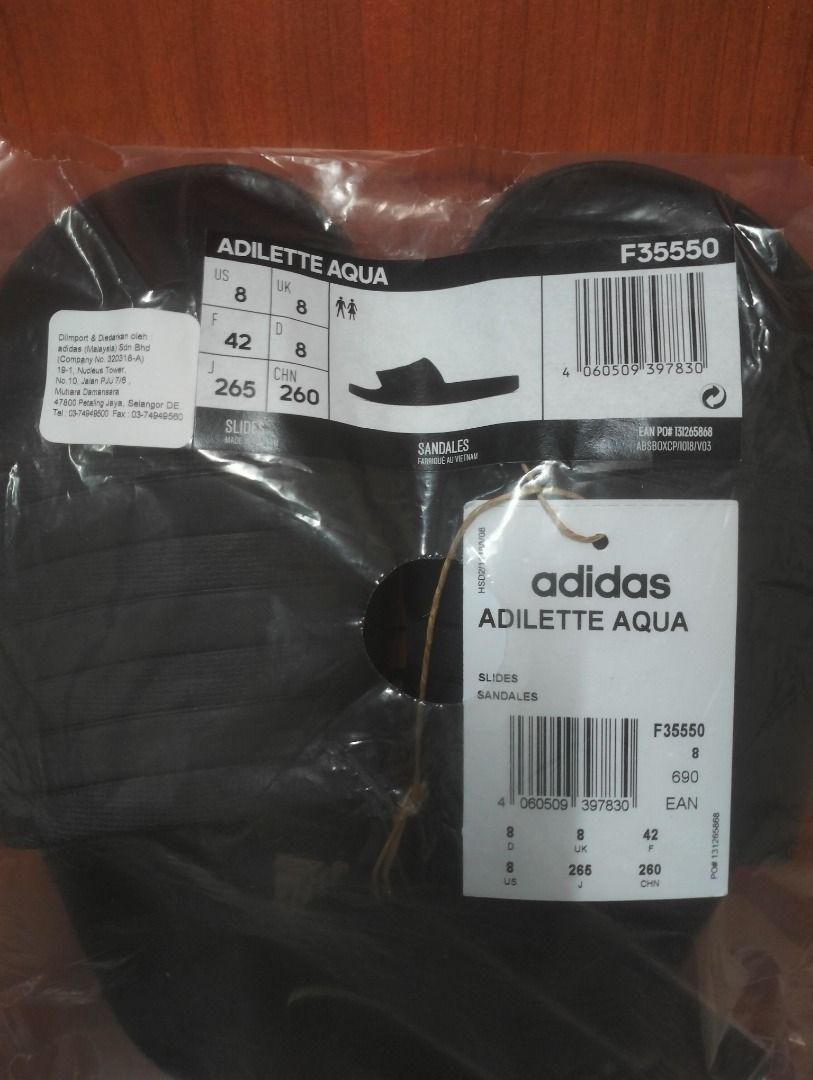 ADILETTE AQUA
F35550
US
8
UK
8
F
42
D
8
J
265
CHN
260
4 060509 397830
SLIDES
MADE
SANDALES
FABRIQUÉ AU VIETNAM
EAN PO# 131265868
ABSBOXCP/1018/V03
Diimport & Diedarkan oleh
adidas (Malaysia) Sdn Bhd
(Company No. 320318-A)
19-1, Nucleus Tower,
No.10, Jalan PJU 7/6 ,
Mutiara Damansara
47800 Petaling Jaya, Selangor DE
Tel : 03-74949500 Fax : 03-74949560
adidas
ADILETTE AQUA
SLIDES
SANDALES
F35550
8
690
4 060509 397830 EAN
8 8 42
D UK F
8 265 260
US J CHN
PO# 131265868